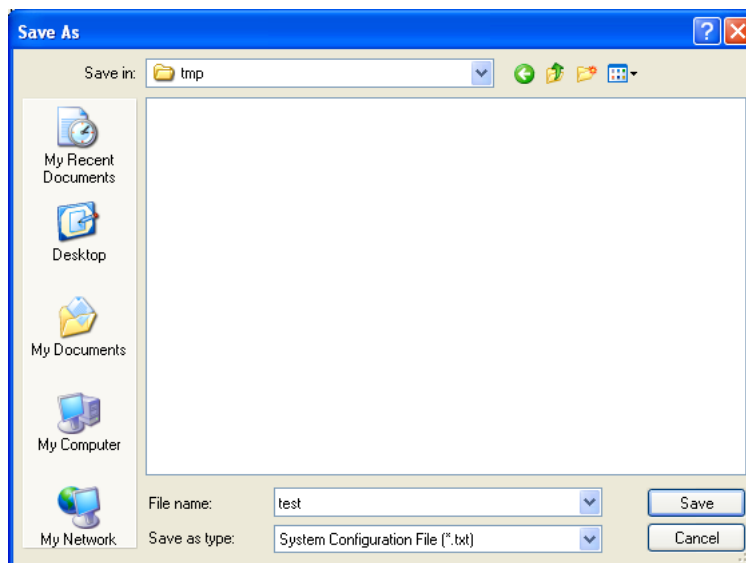 Save As
Save in:
tmp
My Recent
Documents
Desktop
My Documents
My Computer
My Network
File name:
test
Save
Save as type:
System Configuration File (*.txt)
Cancel